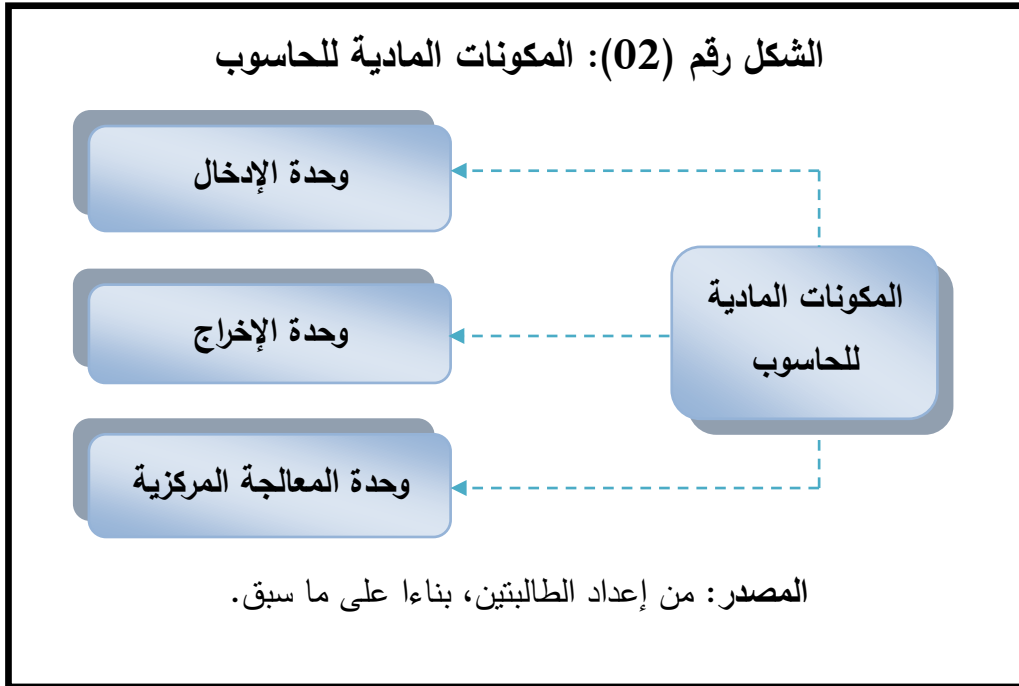 الشكل رقم (02): المكونات المادية للحاسوب
وحدة الإدخال
المكونات المادية
للحاسوب
وحدة الإخراج
وحدة المعالجة المركزية
المصدر: من إعداد الطالبتين، بناءا على ما سبق.